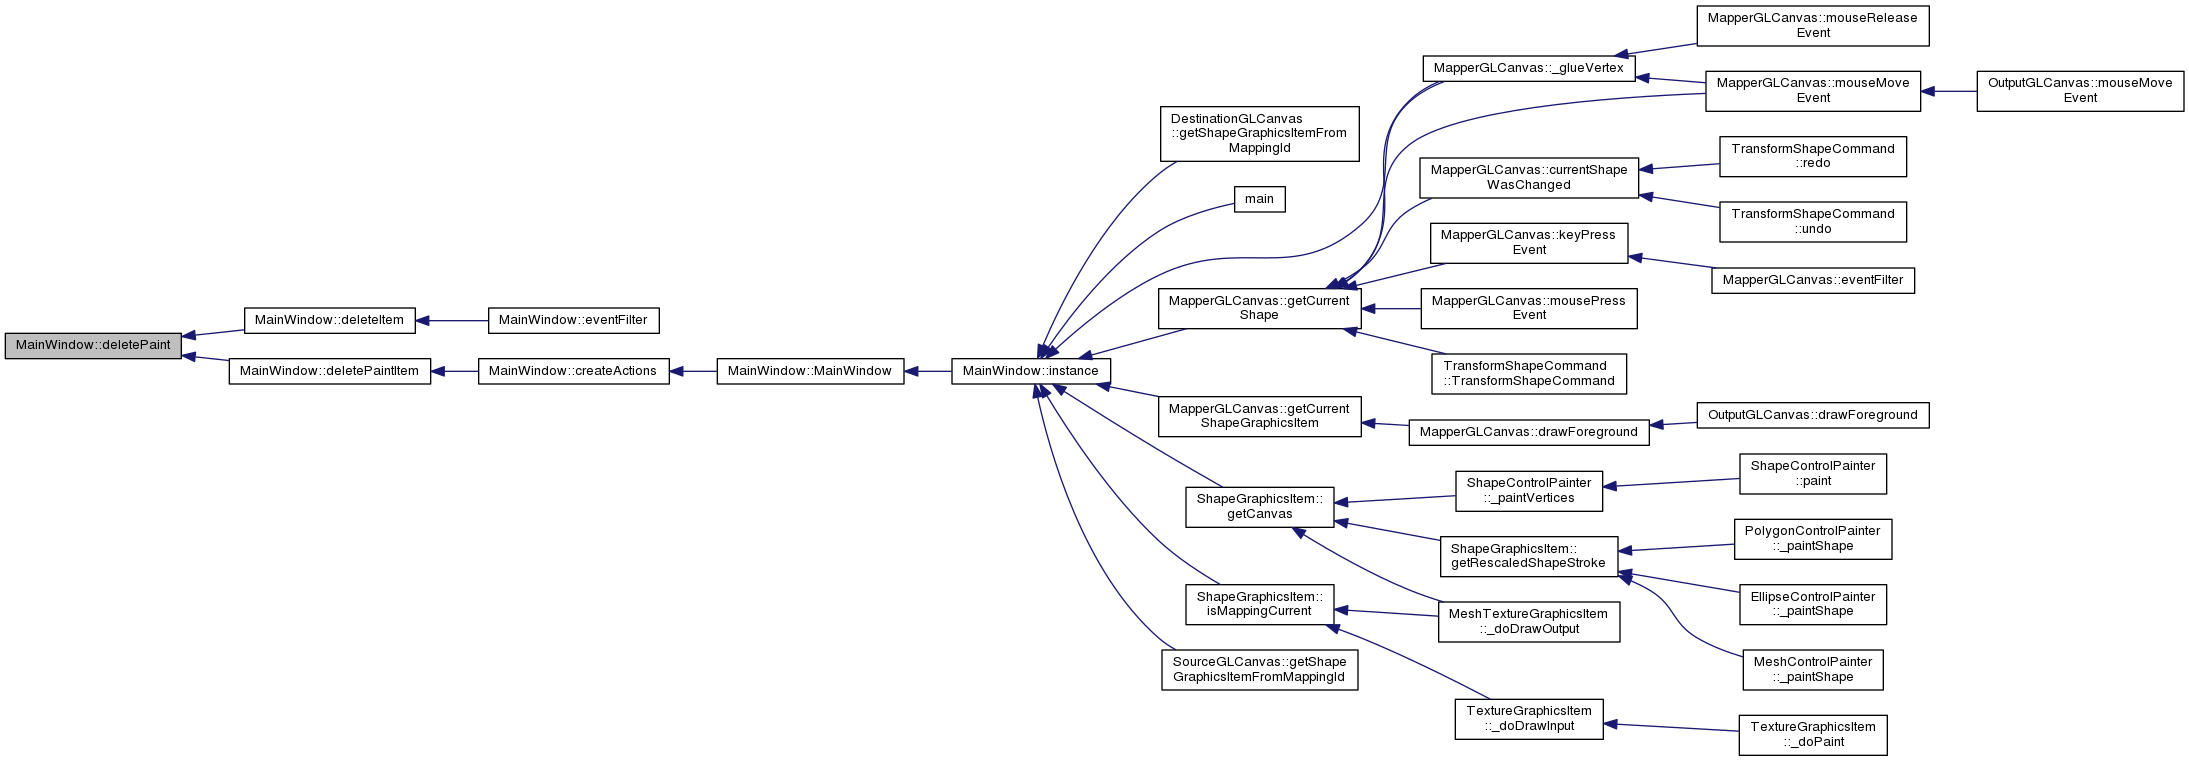 MainWindow::deletePaint
MainWindow::deleteItem
MainWindow::eventFilter
MainWindow::deletePaintItem
MainWindow::createActions
MainWindow::MainWindow
MainWindow::instance
DestinationGLCanvas
::getShapeGraphicsItemFrom
MappingId
main
MapperGLCanvas::getCurrent
Shape
MapperGLCanvas::getCurrent
ShapeGraphicsItem
ShapeGraphicsItem::
getCanvas
ShapeGraphicsItem::
isMappingCurrent
SourceGLCanvas::getShape
GraphicsItemFromMappingId
MapperGLCanvas::_glueVertex
MapperGLCanvas::currentShape
WasChanged
MapperGLCanvas::keyPress
Event
MapperGLCanvas::mousePress
Event
TransformShapeCommand
::TransformShapeCommand
MapperGLCanvas::drawForeground
ShapeControlPainter
::_paintVertices
ShapeGraphicsItem::
getRescaledShapeStroke
MeshTextureGraphicsItem
::_doDrawOutput
TextureGraphicsItem
::_doDrawInput
MapperGLCanvas::mouseRelease
Event
MapperGLCanvas::mouseMove
Event
OutputGLCanvas::mouseMove
Event
TransformShapeCommand
::redo
TransformShapeCommand
::undo
MapperGLCanvas::eventFilter
OutputGLCanvas::drawForeground
ShapeControlPainter
::paint
PolygonControlPainter
::_paintShape
EllipseControlPainter
::_paintShape
MeshControlPainter
::_paintShape
TextureGraphicsItem
::_doPaint